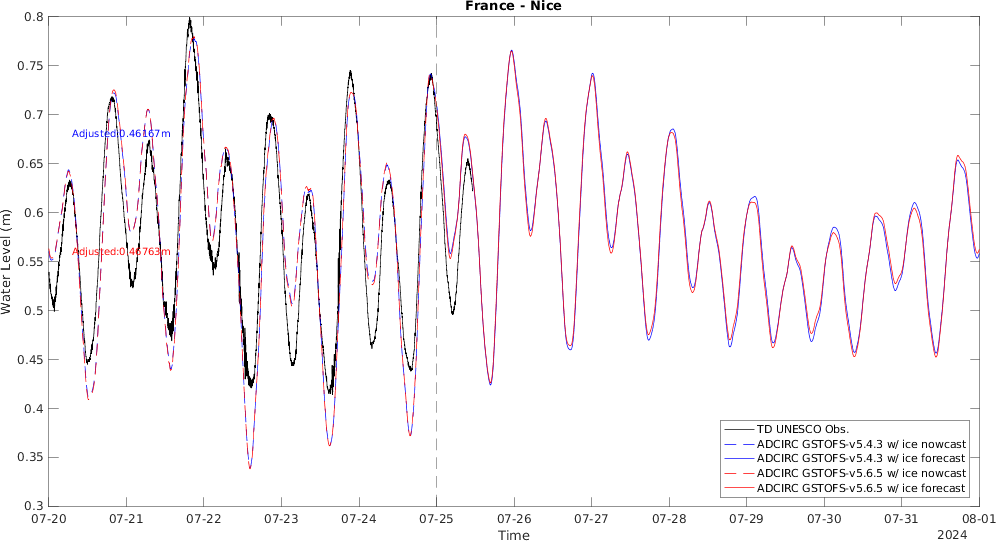 France - Nice
0.8
0.75
0.7
0.65
0.6
0.55
0.5
0.45
0.4
0.35
0.3
Water Level (m)
Adjusted:0.46167m
Adjusted:0.46763m
TD UNESCO Obs.
ADCIRC GSTOFS-v5.4.3 w/ ice nowcast
ADCIRC GSTOFS-v5.4.3 w/ ice forecast
ADCIRC GSTOFS-v5.6.5 w/ ice nowcast
ADCIRC GSTOFS-v5.6.5 w/ ice forecast
07-20 07-21 07-22 07-23 07-24 07-25 07-26 07-27 07-28 07-29 07-30 07-31 08-01
Time
2024